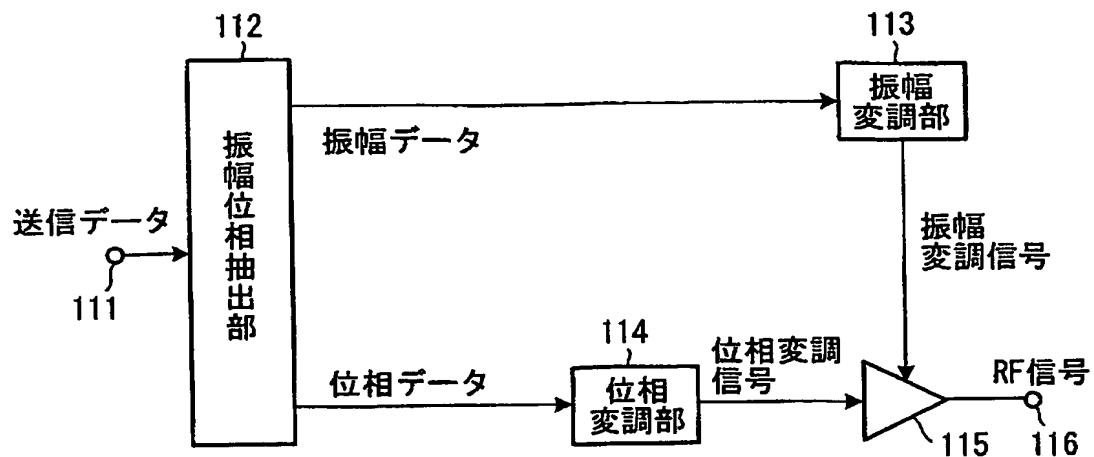 112
113
振幅
変調部
振幅データ
振幅位相抽出部
送信データ
111
振幅
変調信号
114
位相変調
信号
位相データ
位相
変調部
RF信号
115
116